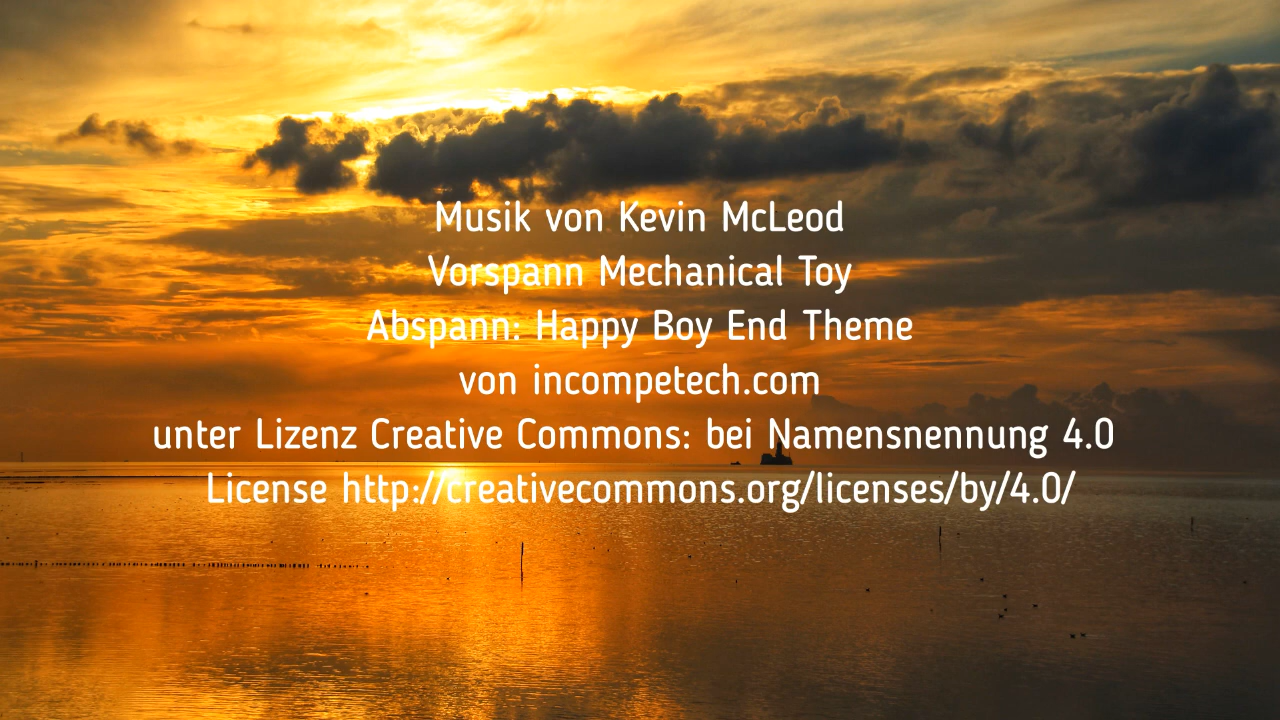 Musik von Kevin McLeod
Vorspann Mechanical Toy
Abspann: Happy Boy End Theme
von incompetech.com
unter Lizenz Creative Commons: bei Namensnennung 4.0
License http://creativecommons.org/licenses/by/4.0/